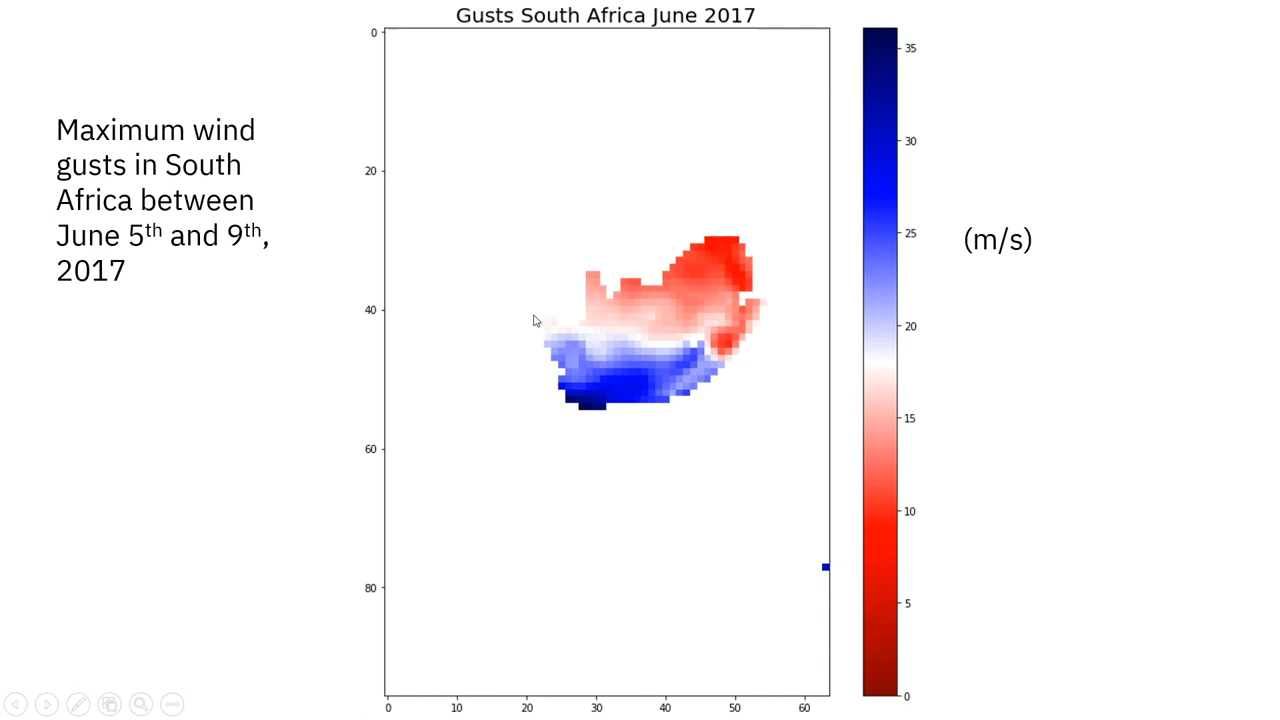 Gusts South Africa June 2017
Maximum wind
gusts in South
Africa between
June 5th and 9th,
2017
(m/s)
0
20
40
60
80
0 10 20 30 40 50 60
35
30
25
20
15
10
5
0